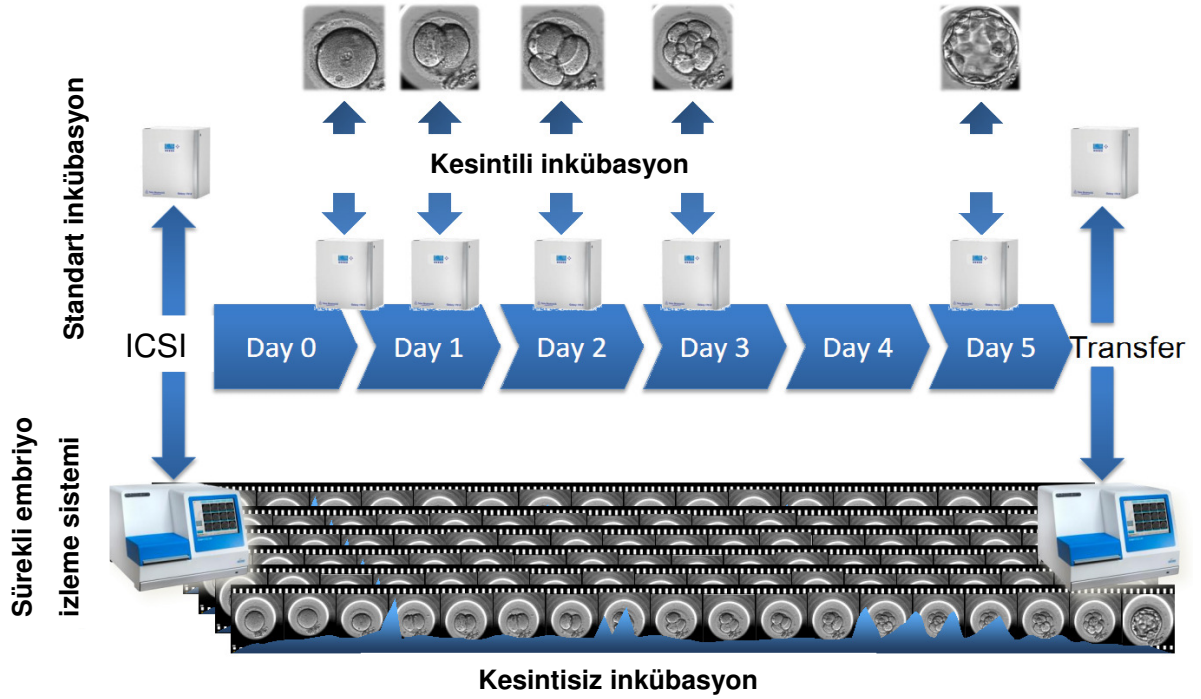 Standart inkübasyon
Kesintili inkübasyon
ICSI
Day 0
Day 1
Day 2
Day 3
Day 4
Day 5
Transfer
Sürekli embriyo
izleme sistemi
Kesintisiz inkübasyon